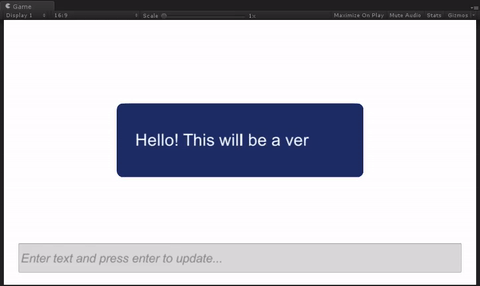 Game
Display 1 16:9 Scale 1x Maximize On Play Mute Audio Stats Gizmos
Hello! This will be a ver
Enter text and press enter to update...